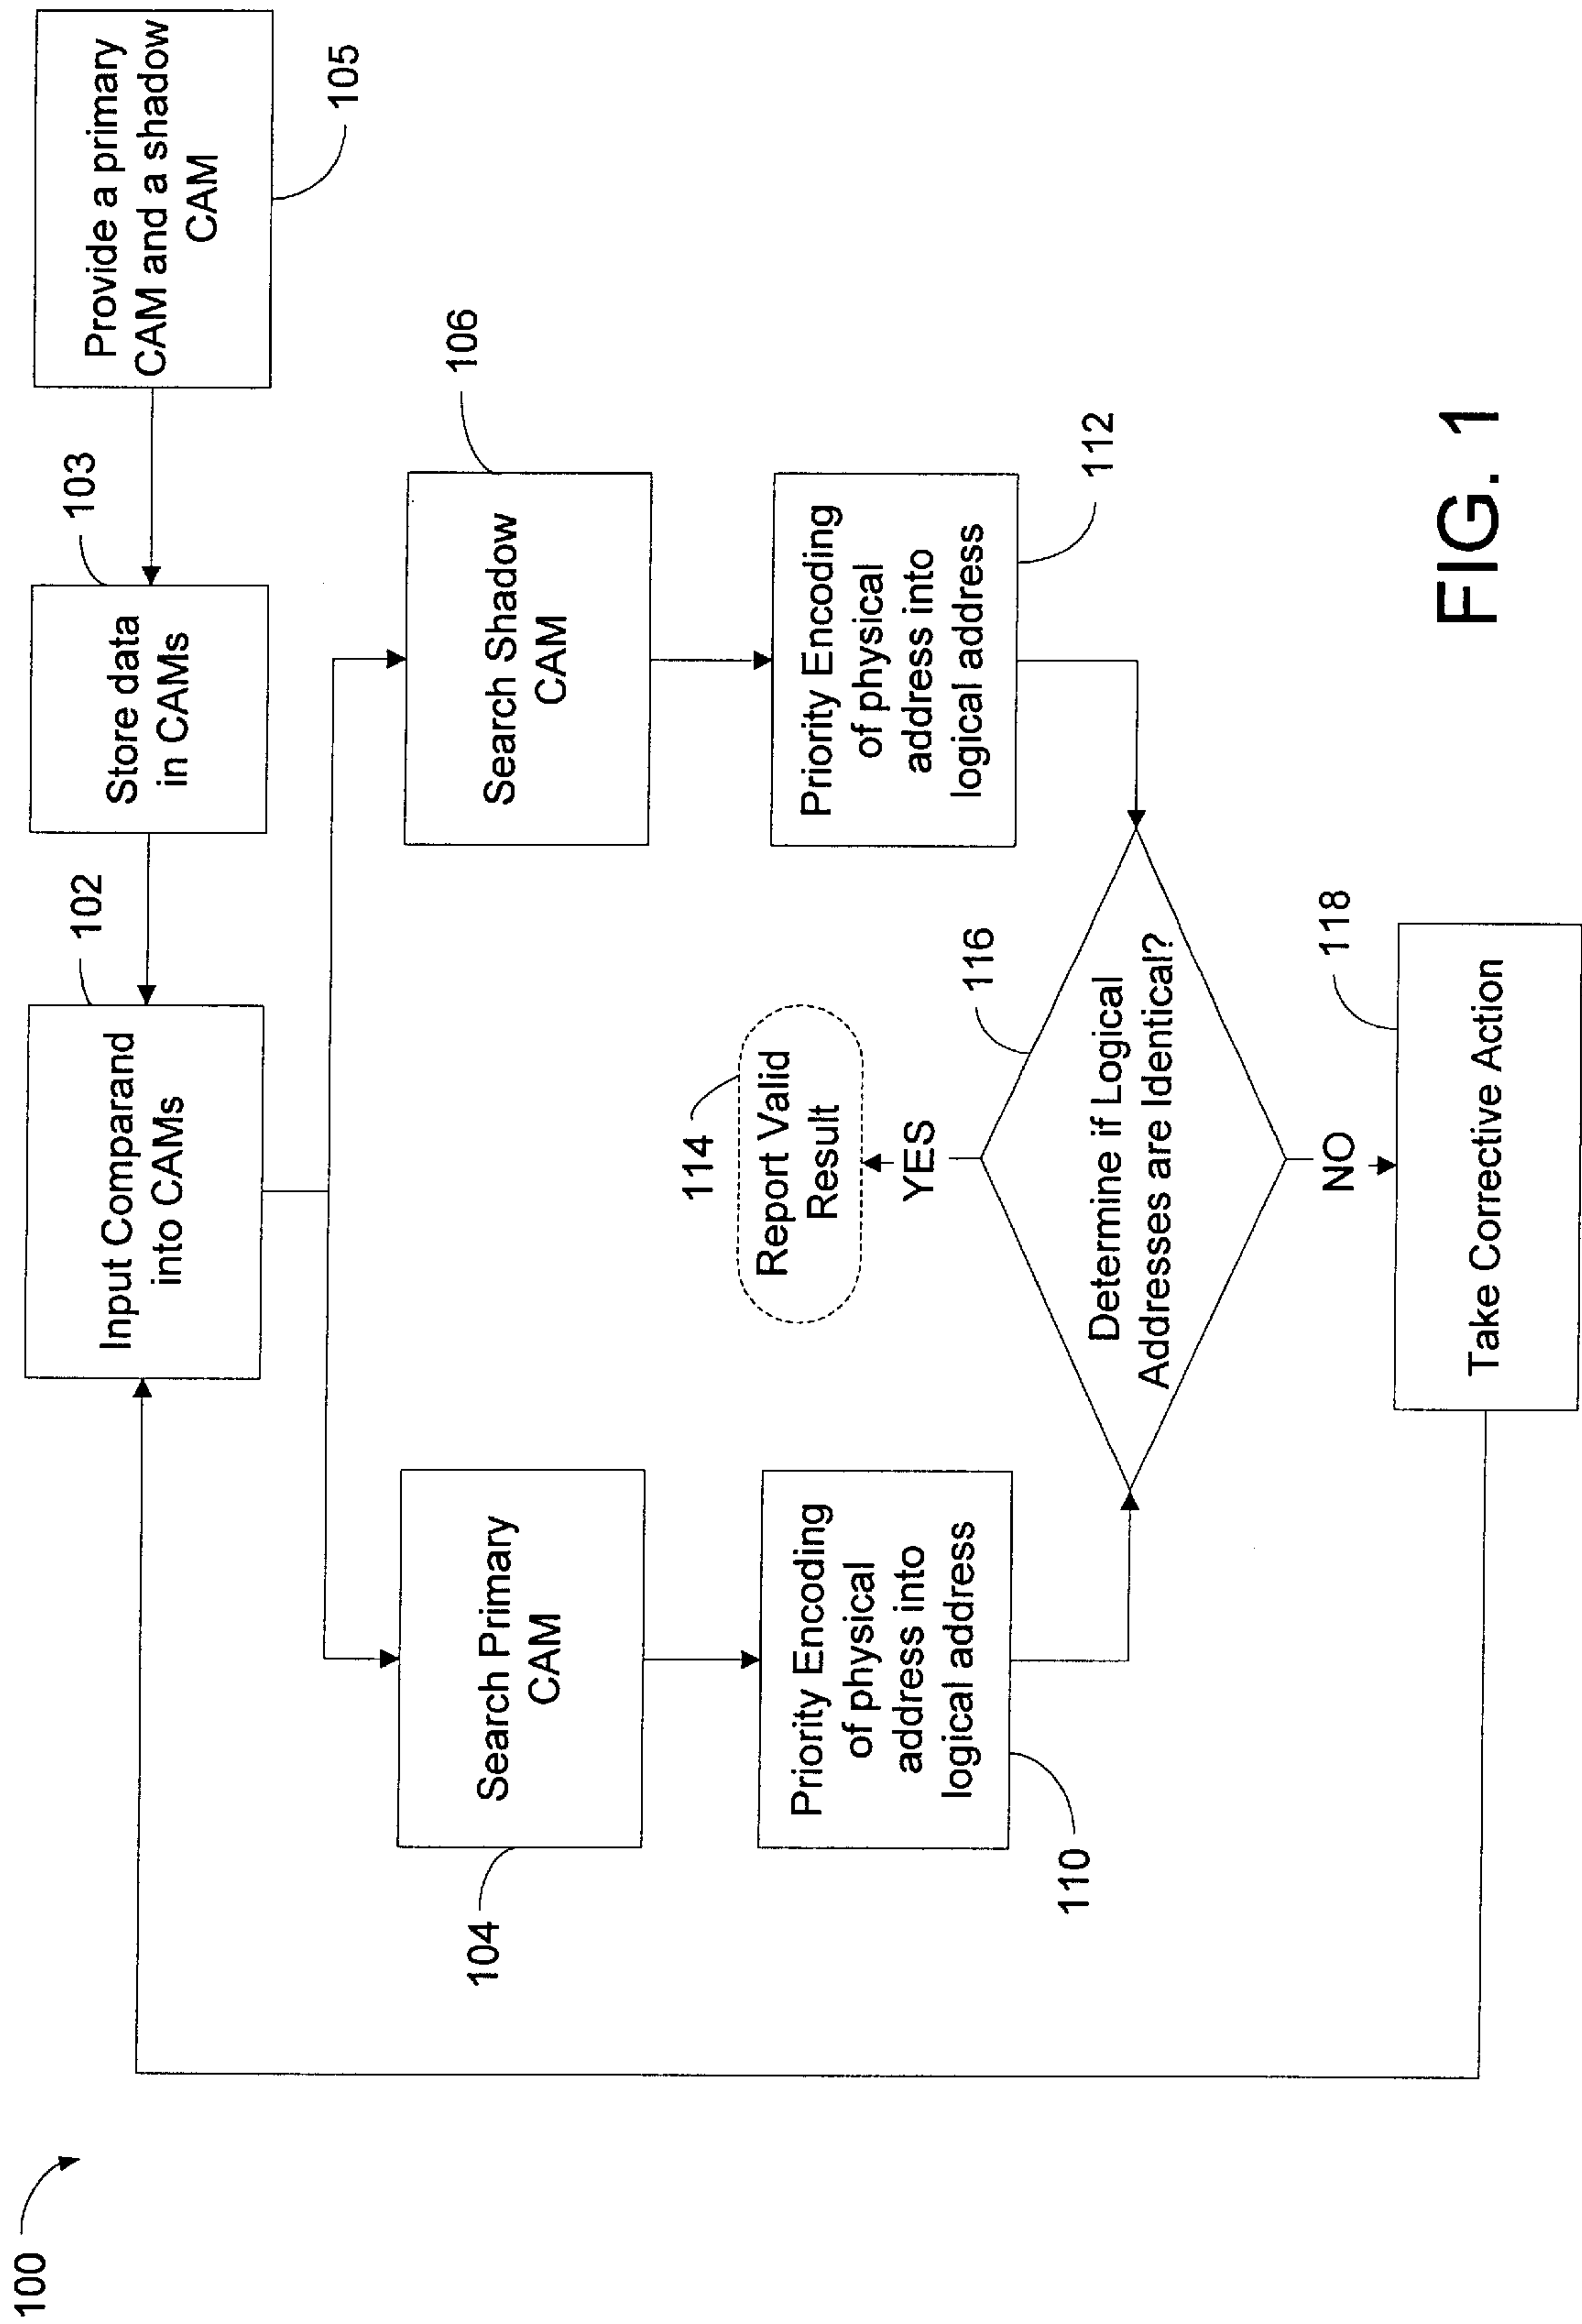 100
Provide a primary
CAM and a shadow
CAM
105
Store data
in CAMs
103
Input Comparand
into CAMs
102
Search Primary
CAM
104
Search Shadow
CAM
106
Priority Encoding
of physical
address into
logical address
110
Priority Encoding
of physical
address into
logical address
112
114
Report Valid
Result
YES
116
Determine if Logical
Addresses are Identical?
NO
118
Take Corrective Action
FIG. 1